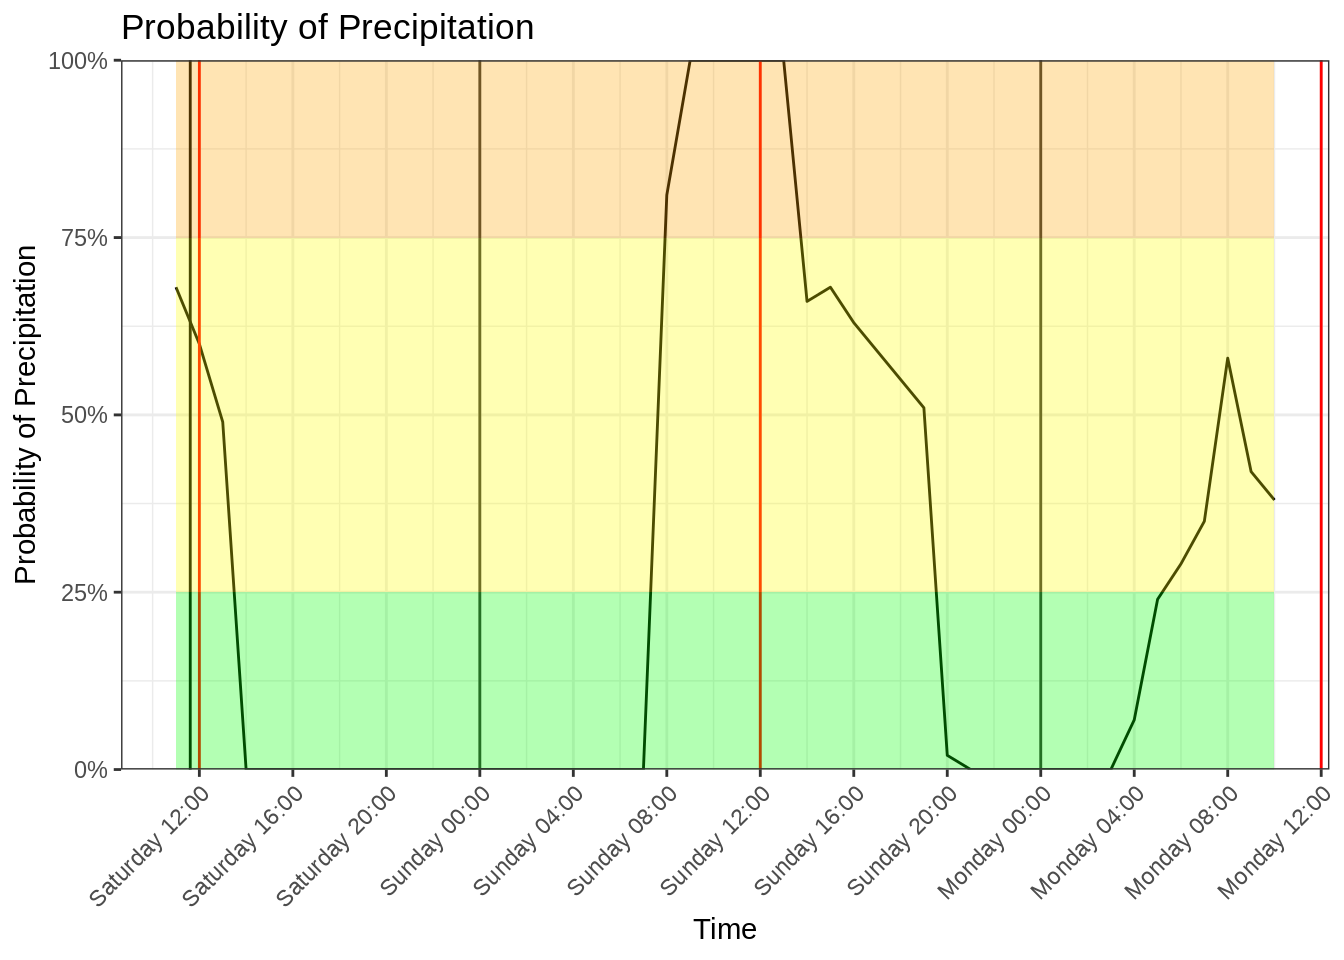 Probability of Precipitation
100%
75%
50%
25%
0%
Probability of Precipitation
Saturday 12:00
Saturday 16:00
Saturday 20:00
Sunday 00:00
Sunday 04:00
Sunday 08:00
Sunday 12:00
Sunday 16:00
Sunday 20:00
Monday 00:00
Monday 04:00
Monday 08:00
Monday 12:00
Time